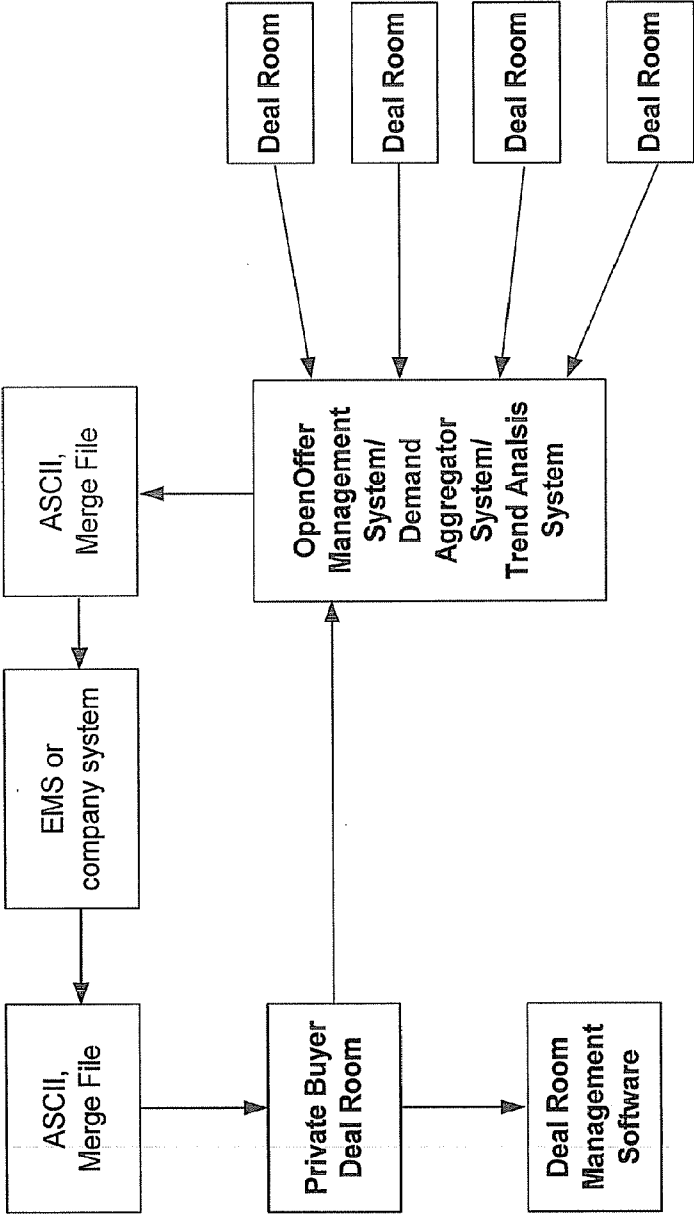 ASCII,
Merge File
EMS or
company system
ASCII,
Merge File
Private Buyer
Deal Room
OpenOffer
Management
System/
Demand
Aggregator
System/
Trend Analsis
System
Deal Room
Deal Room
Deal Room
Deal Room
Deal Room
Management
Software